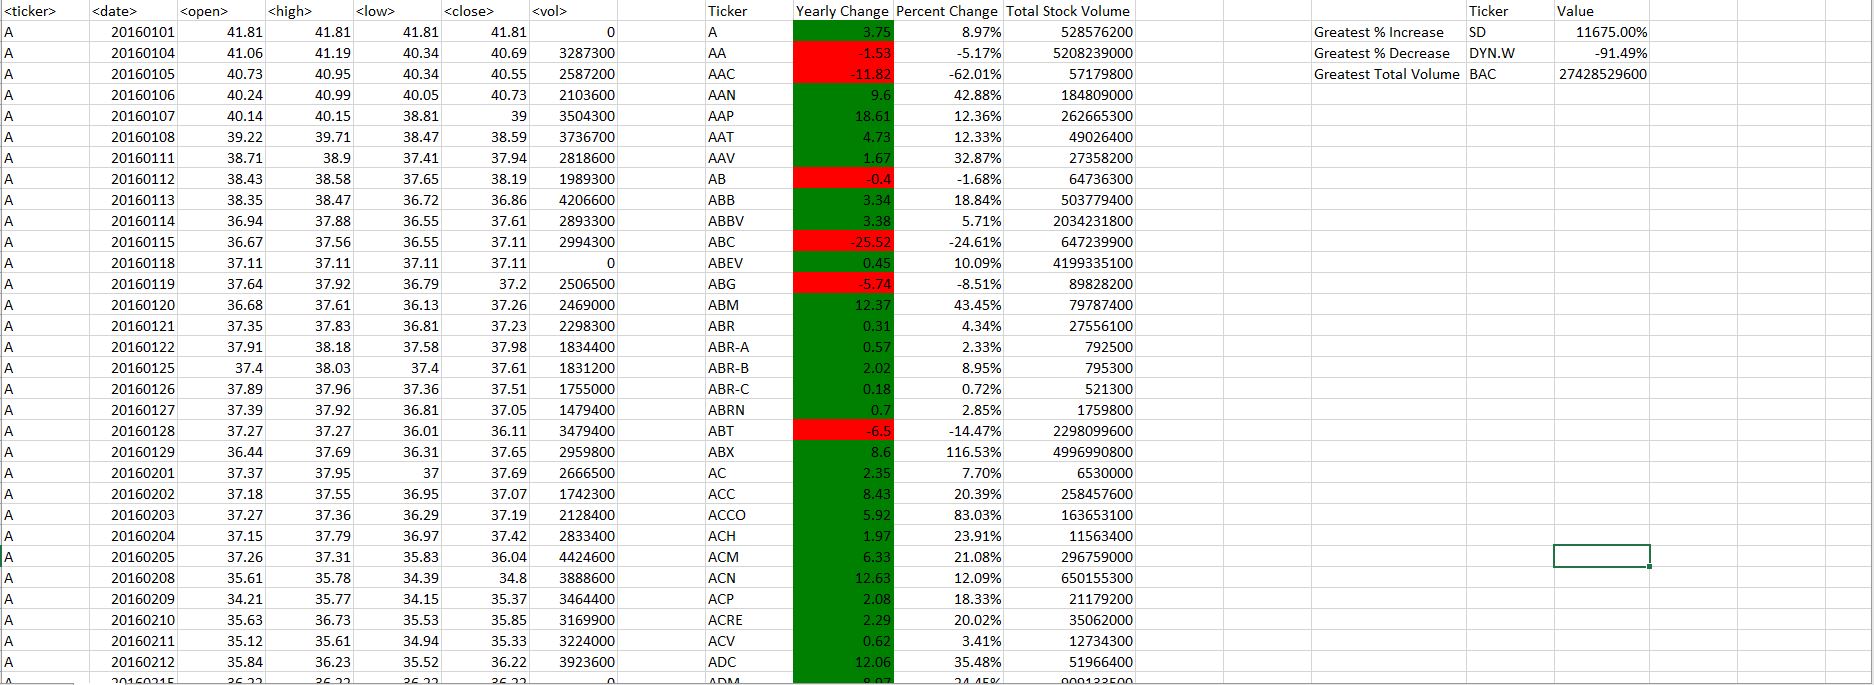 <ticker> <date> <open> <high> <low> <close> <vol> Ticker Yearly Change Percent Change Total Stock Volume Ticker Value
A 20160101 41.81 41.81 41.81 41.81 0 A 3.75 8.97% 528576200 Greatest % Increase SD 11675.00%
A 20160104 41.06 41.19 40.34 40.69 3287300 AA -1.53 -5.17% 5208239000 Greatest % Decrease DYN.W -91.49%
A 20160105 40.73 40.95 40.34 40.55 2587200 AAC -11.82 -62.01% 57179800 Greatest Total Volume BAC 27428529600
A 20160106 40.24 40.99 40.05 40.73 2103600 AAN 9.6 42.88% 184809000
A 20160107 40.14 40.15 38.81 39 3504300 AAP 18.61 12.36% 262665300
A 20160108 39.22 39.71 38.47 38.59 3736700 AAT 4.73 12.33% 49026400
A 20160111 38.71 38.9 37.41 37.94 2818600 AAV 1.67 32.87% 27358200
A 20160112 38.43 38.58 37.65 38.19 1989300 AB -0.4 -1.68% 64736300
A 20160113 38.35 38.47 36.72 36.86 4206600 ABB 3.34 18.84% 503779400
A 20160114 36.94 37.88 36.55 37.61 2893300 ABBV 3.38 5.71% 2034231800
A 20160115 36.67 37.56 36.55 37.11 2994300 ABC -25.52 -24.61% 647239900
A 20160118 37.11 37.11 37.11 37.11 0 ABEV 0.45 10.09% 4199335100
A 20160119 37.64 37.92 36.79 37.2 2506500 ABG -5.74 -8.51% 89828200
A 20160120 36.68 37.61 36.13 37.26 2469000 ABM 12.37 43.45% 79787400
A 20160121 37.35 37.83 36.81 37.23 2298300 ABR 0.31 4.34% 27556100
A 20160122 37.91 38.18 37.58 37.98 1834400 ABR-A 0.57 2.33% 792500
A 20160125 37.4 38.03 37.4 37.61 1831200 ABR-B 2.02 8.95% 795300
A 20160126 37.89 37.96 37.36 37.51 1755000 ABR-C 0.18 0.72% 521300
A 20160127 37.39 37.92 36.81 37.05 1479400 ABRN 0.7 2.85% 1759800
A 20160128 37.27 37.27 36.01 36.11 3479400 ABT -6.5 -14.47% 2298099600
A 20160129 36.44 37.69 36.31 37.65 2959800 ABX 8.6 116.53% 4996990800
A 20160201 37.37 37.95 37 37.69 2666500 AC 2.35 7.70% 6530000
A 20160202 37.18 37.55 36.95 37.07 1742300 ACC 8.43 20.39% 258457600
A 20160203 37.27 37.36 36.29 37.19 2128400 ACCO 5.92 83.03% 163653100
A 20160204 37.15 37.79 36.97 37.42 2833400 ACH 1.97 23.91% 11563400
A 20160205 37.26 37.31 35.83 36.04 4424600 ACM 6.33 21.08% 296759000
A 20160208 35.61 35.78 34.39 34.8 3888600 ACN 12.63 12.09% 650155300
A 20160209 34.21 35.77 34.15 35.37 3464400 ACP 2.08 18.33% 21179200
A 20160210 35.63 36.73 35.53 35.85 3169900 ACRE 2.29 20.02% 35062000
A 20160211 35.12 35.61 34.94 35.33 3224000 ACV 0.62 3.41% 12734300
A 20160212 35.84 36.23 35.52 36.22 3923600 ADC 12.06 35.48% 51966400